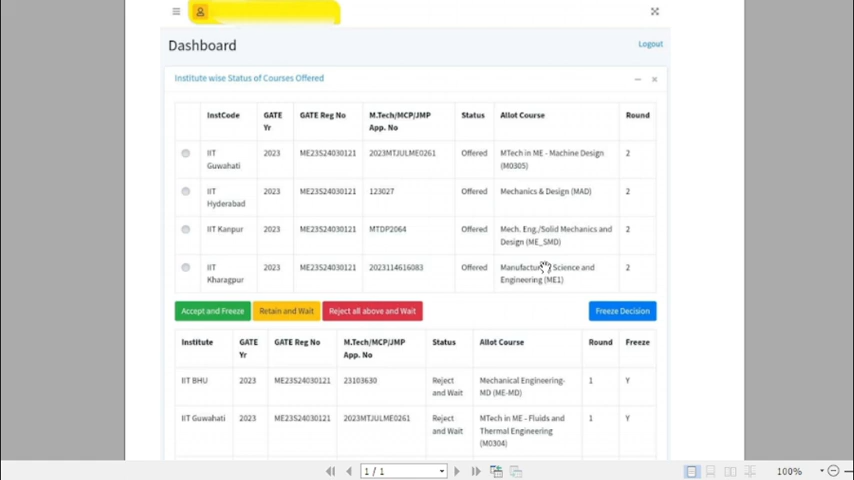 Dashboard
Logout
Institute wise Status of Courses Offered
InstCode GATE Yr GATE Reg No M.Tech/MCP/JMP App. No Status Allot Course Round
IIT Guwahati 2023 ME23S24030121 2023MTJULME0261 Offered MTech in ME - Machine Design (M0305) 2
IIT Hyderabad 2023 ME23S24030121 123027 Offered Mechanics & Design (MAD) 2
IIT Kanpur 2023 ME23S24030121 MTDP2064 Offered Mech. Eng./Solid Mechanics and Design (ME_SMD) 2
IIT Kharagpur 2023 ME23S24030121 2023114616083 Offered Science and Engineering (ME1) 2
Accept and Freeze Retain and Wait Reject all above and Wait Freeze Decision
Institute GATE Yr GATE Reg No M.Tech/MCP/JMP App. No Status Allot Course Round Freeze
IIT BHU 2023 ME23S24030121 23103630 Reject and Wait Mechanical Engineering-MD (ME-MD) 1 Y
IIT Guwahati 2023 ME23S24030121 2023MTJULME0261 Reject and Wait MTech in ME - Fluids and Thermal Engineering (M0304) 1 Y
1 / 1 100%